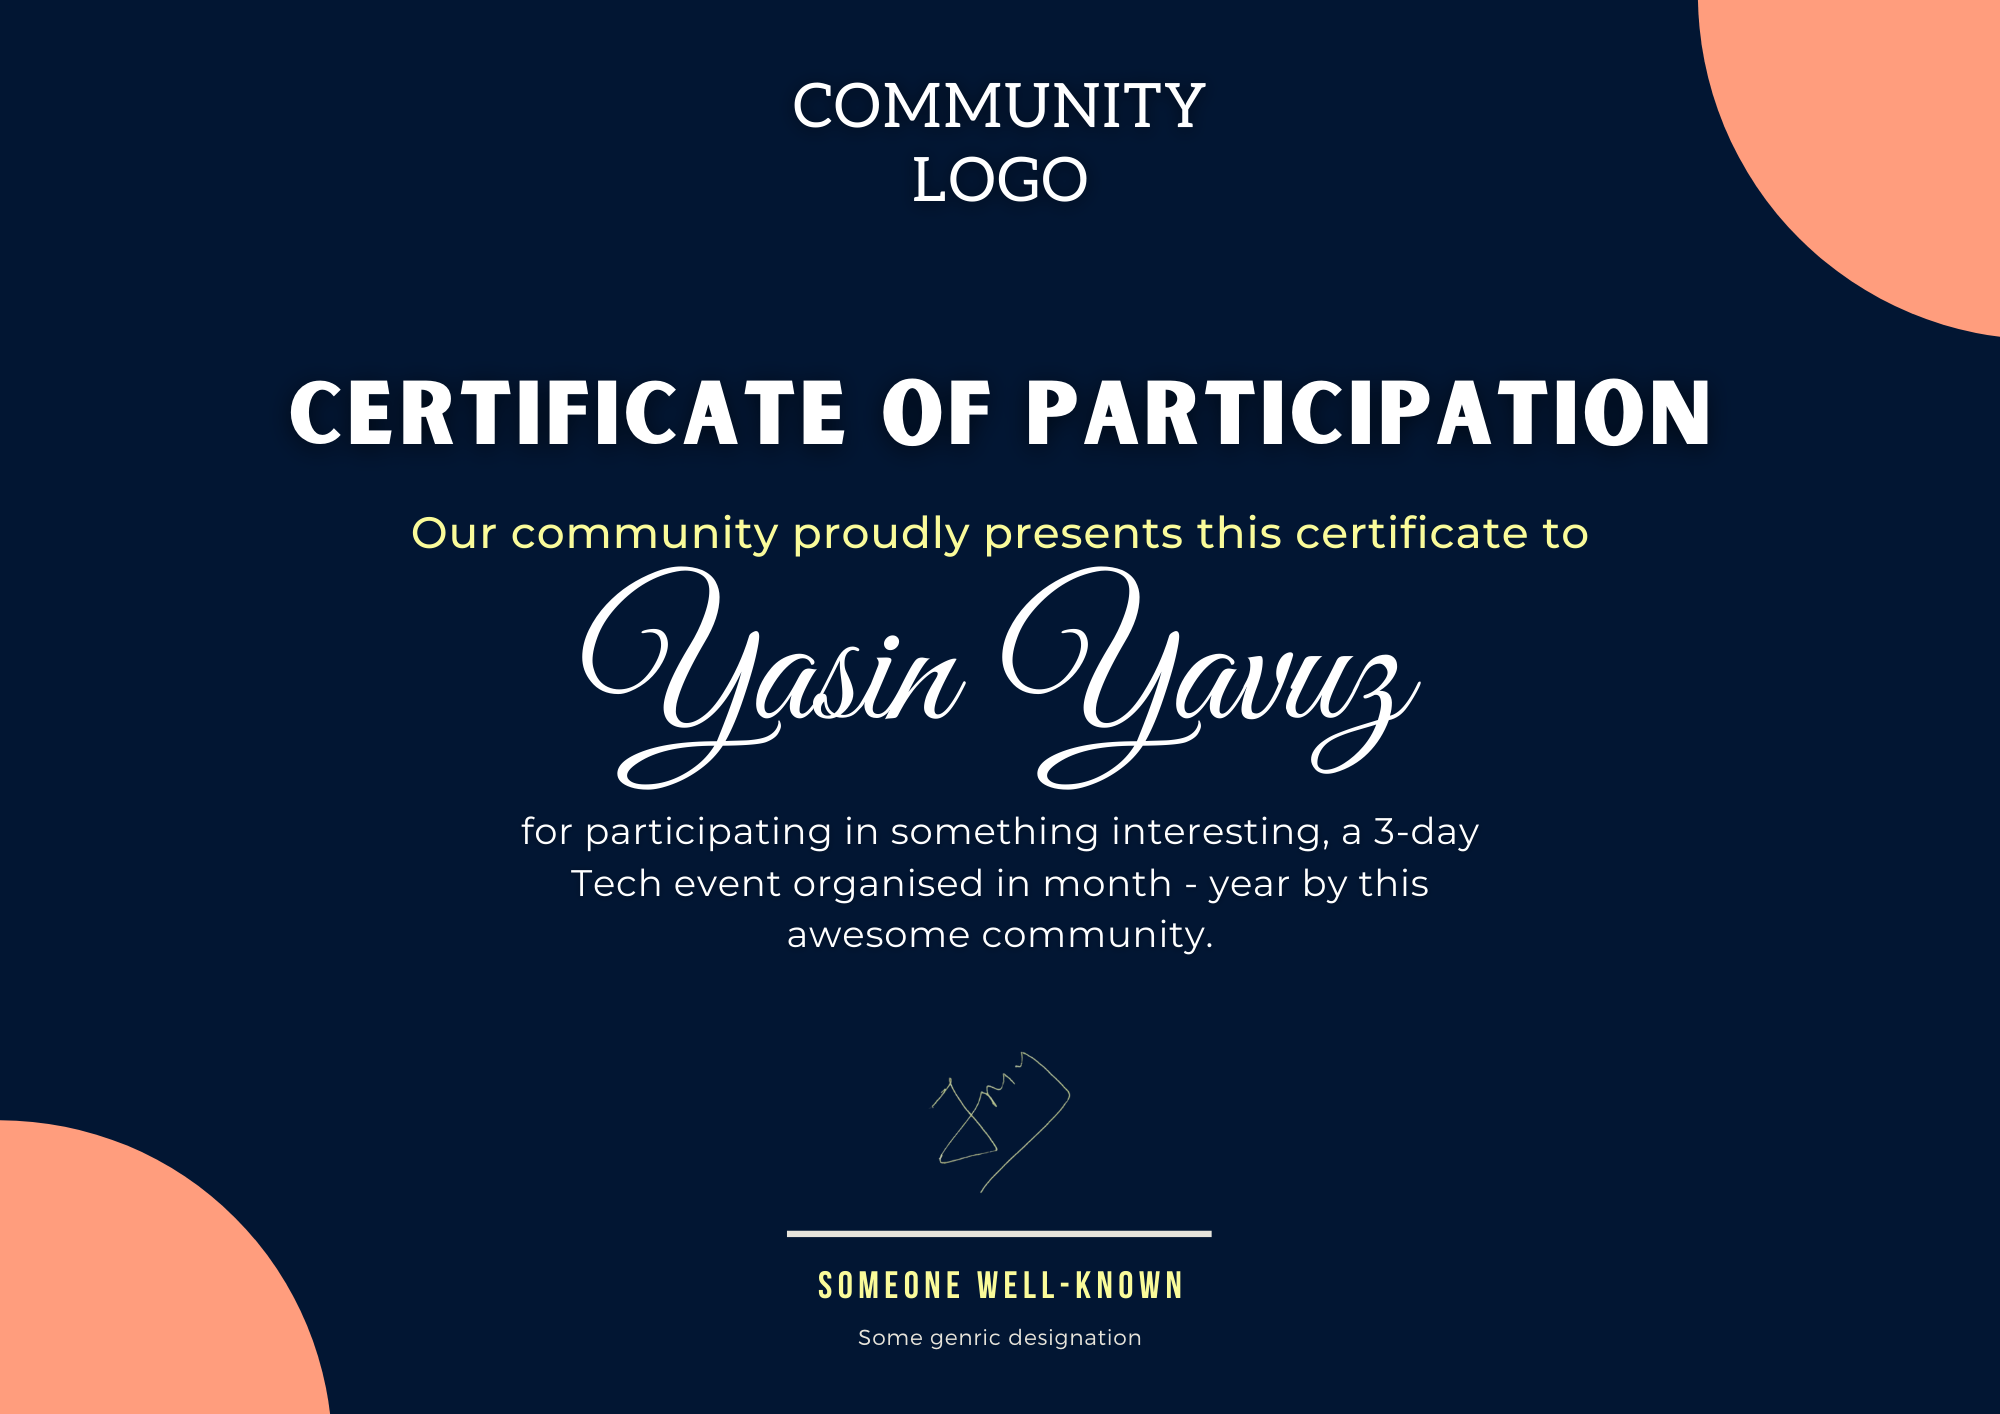 COMMUNITY
LOGO
CERTIFICATE OF PARTICIPATION
Our community proudly presents this certificate to
Yasin Yavuz
for participating in something interesting, a 3-day
Tech event organised in month - year by this
awesome community.
SOMEONE WELL-KNOWN
Some genric designation